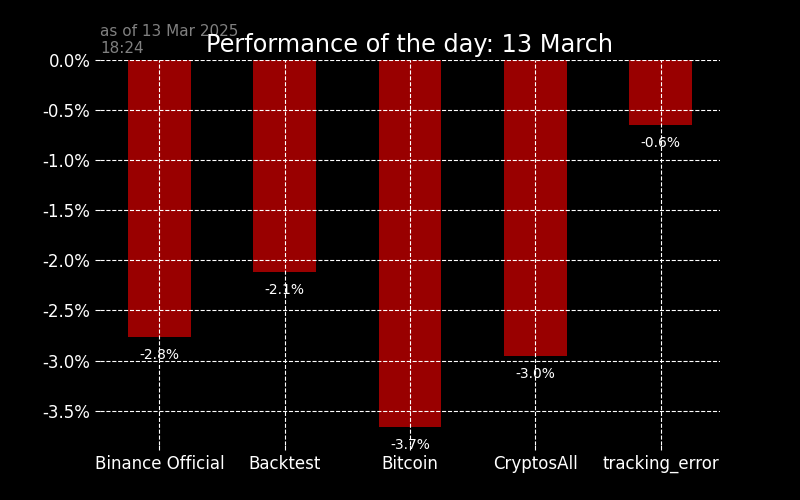 as of 13 Mar 2025
18:24
Performance of the day: 13 March
0.0%
-0.5%
-1.0%
-1.5%
-2.0%
-2.5%
-3.0%
-3.5%
-2.8%
-2.1%
-3.7%
-3.0%
-0.6%
Binance Official
Backtest
Bitcoin
CryptosAll
tracking_error